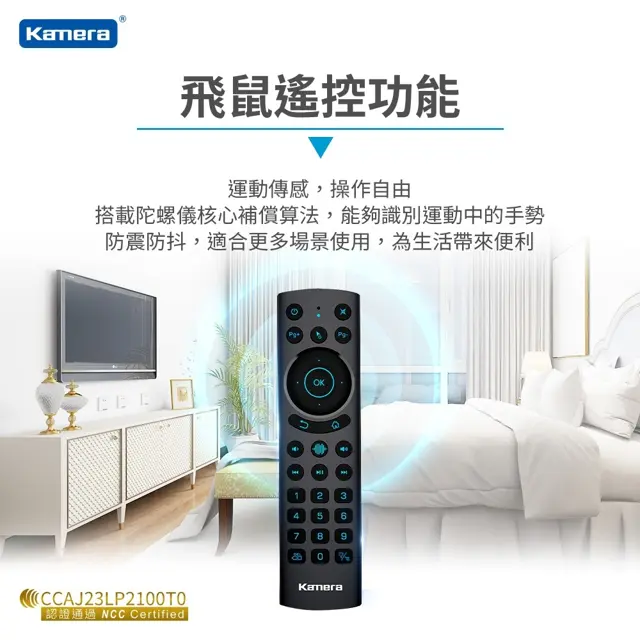 Kamera®
飛鼠遙控功能
運動傳感，操作自由
搭載陀螺儀核心補償算法，能夠識別運動中的手勢
防震防抖，適合更多場景使用，為生活帶來便利
Pg+ Pg-
OK
1 2 3
4 5 6
7 8 9
0
Kamera
CCAJ23LP2100T0
認證通過 NCC Certified